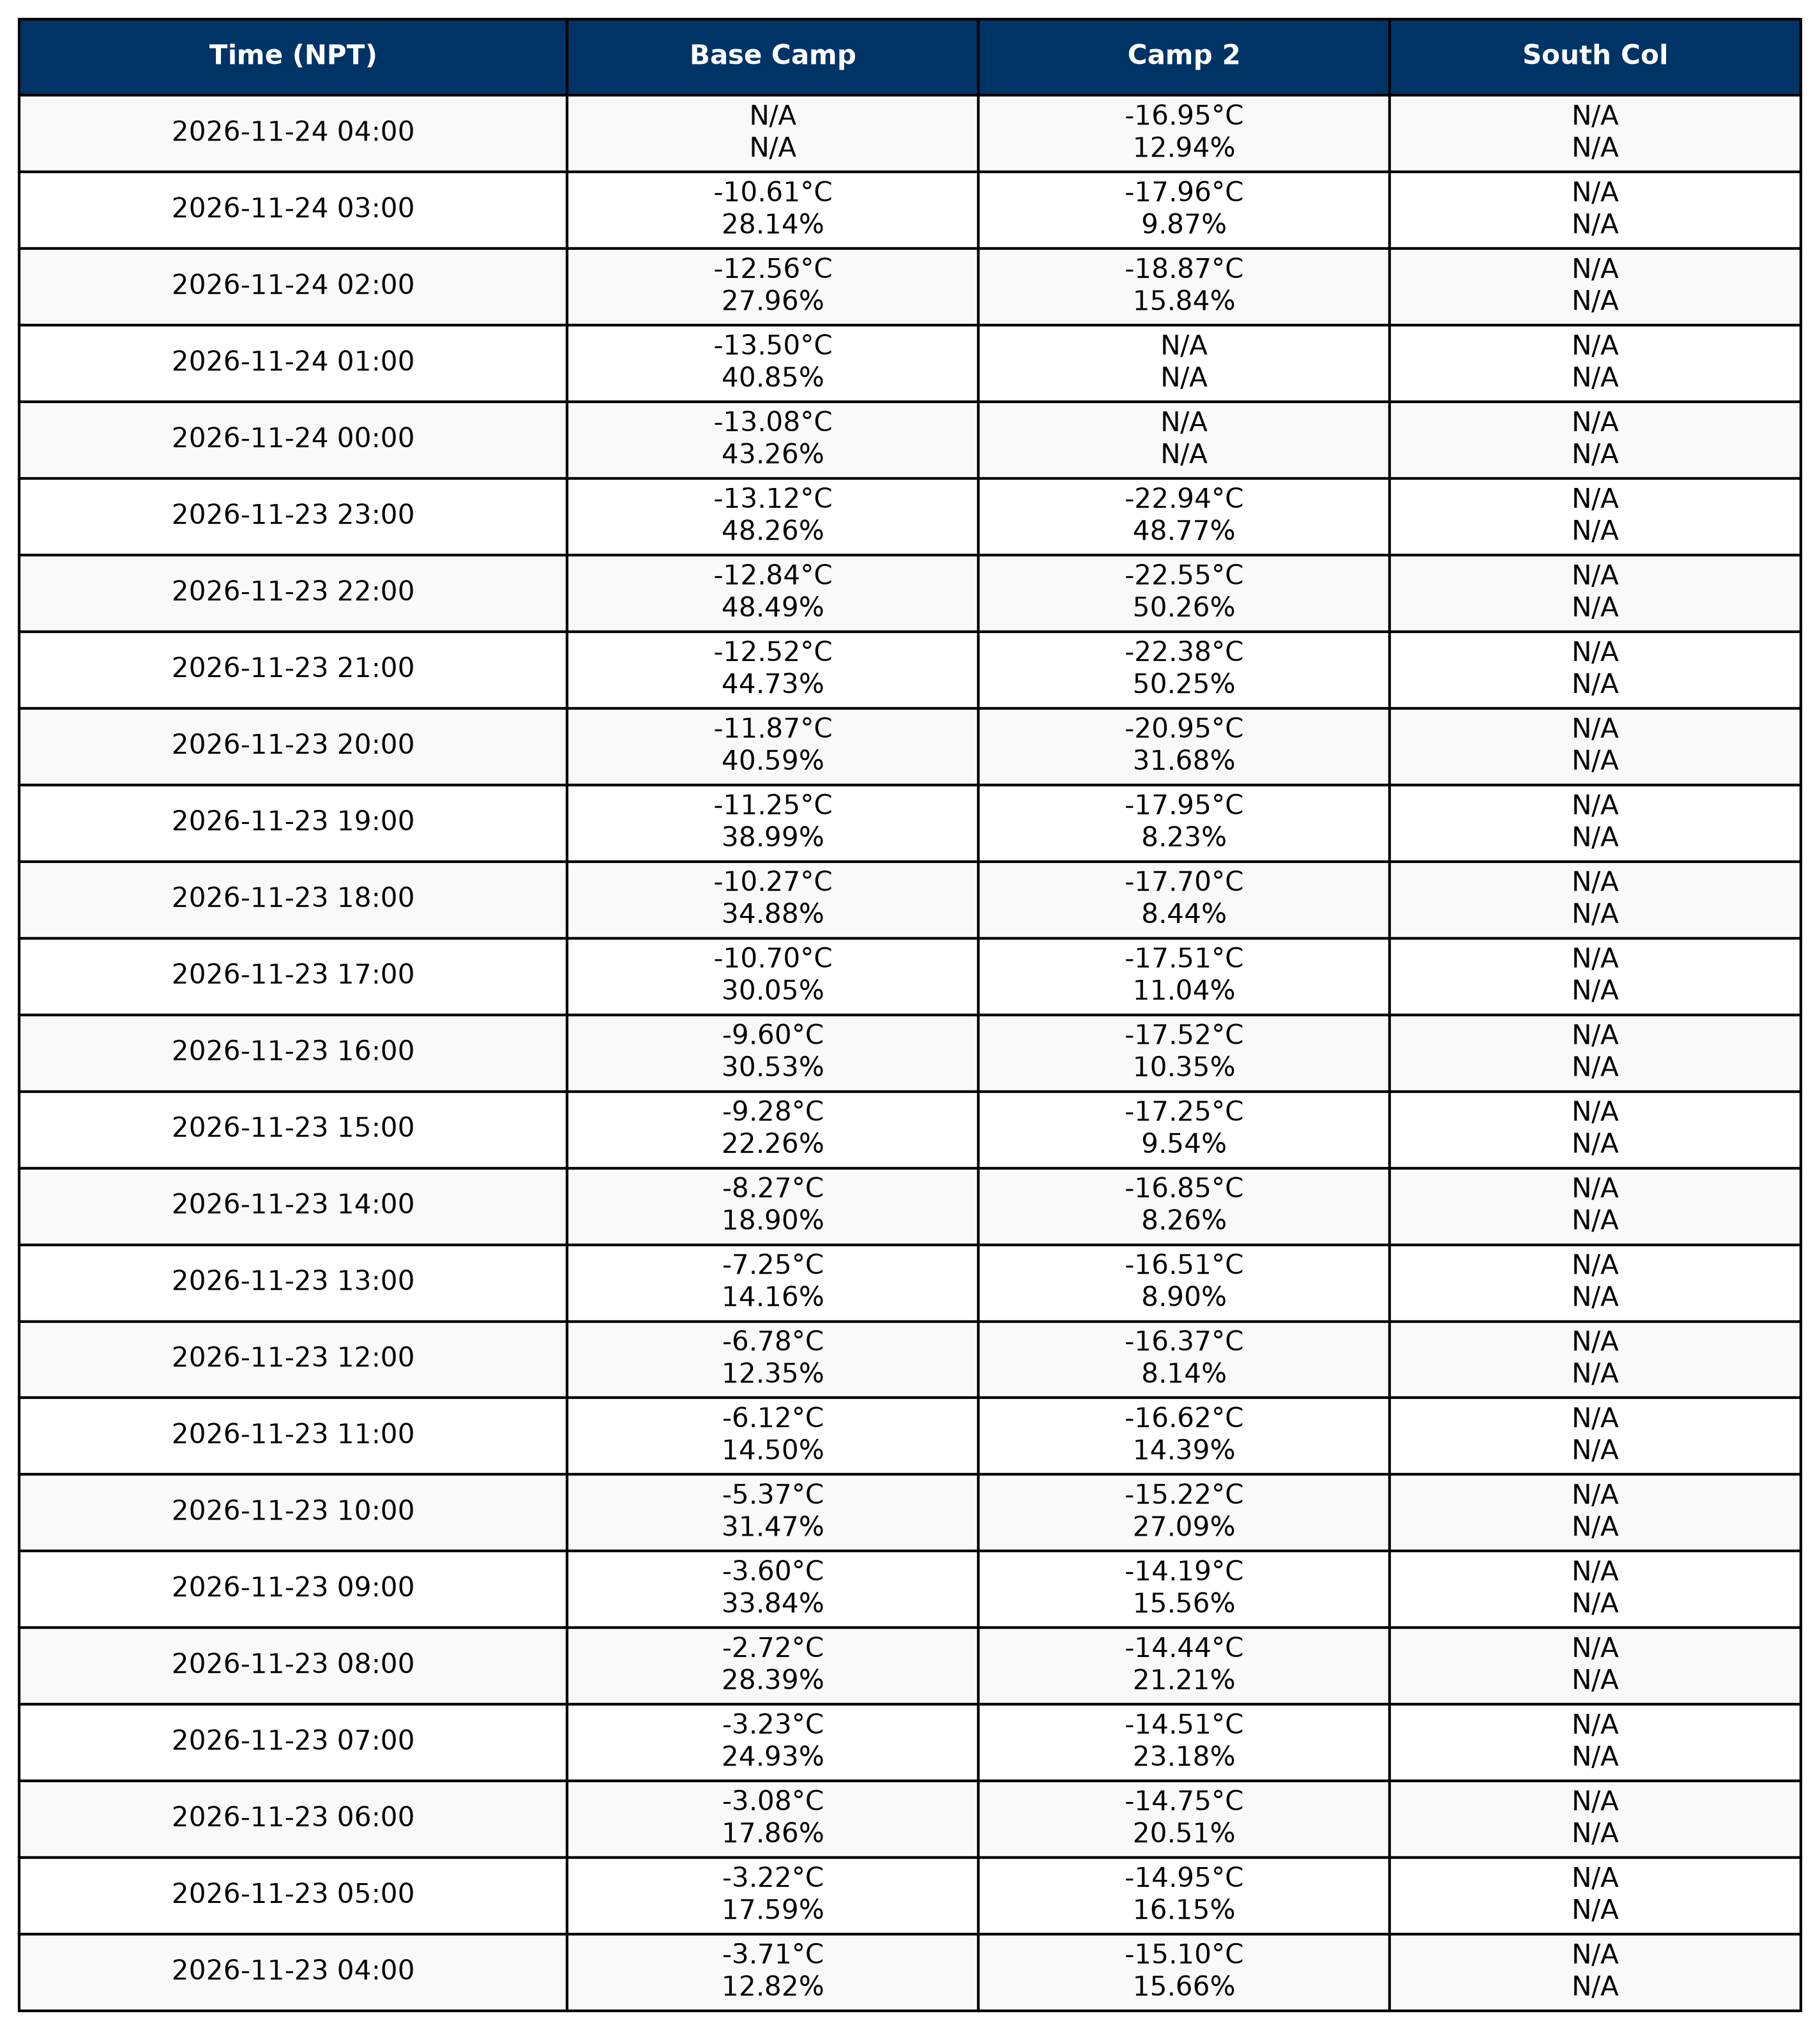 Time (NPT) Base Camp Camp 2 South Col
2026-11-24 04:00 N/A -16.95°C N/A
N/A 12.94% N/A
2026-11-24 03:00 -10.61°C -17.96°C N/A
28.14% 9.87% N/A
2026-11-24 02:00 -12.56°C -18.87°C N/A
27.96% 15.84% N/A
2026-11-24 01:00 -13.50°C N/A N/A
40.85% N/A N/A
2026-11-24 00:00 -13.08°C N/A N/A
43.26% N/A N/A
2026-11-23 23:00 -13.12°C -22.94°C N/A
48.26% 48.77% N/A
2026-11-23 22:00 -12.84°C -22.55°C N/A
48.49% 50.26% N/A
2026-11-23 21:00 -12.52°C -22.38°C N/A
44.73% 50.25% N/A
2026-11-23 20:00 -11.87°C -20.95°C N/A
40.59% 31.68% N/A
2026-11-23 19:00 -11.25°C -17.95°C N/A
38.99% 8.23% N/A
2026-11-23 18:00 -10.27°C -17.70°C N/A
34.88% 8.44% N/A
2026-11-23 17:00 -10.70°C -17.51°C N/A
30.05% 11.04% N/A
2026-11-23 16:00 -9.60°C -17.52°C N/A
30.53% 10.35% N/A
2026-11-23 15:00 -9.28°C -17.25°C N/A
22.26% 9.54% N/A
2026-11-23 14:00 -8.27°C -16.85°C N/A
18.90% 8.26% N/A
2026-11-23 13:00 -7.25°C -16.51°C N/A
14.16% 8.90% N/A
2026-11-23 12:00 -6.78°C -16.37°C N/A
12.35% 8.14% N/A
2026-11-23 11:00 -6.12°C -16.62°C N/A
14.50% 14.39% N/A
2026-11-23 10:00 -5.37°C -15.22°C N/A
31.47% 27.09% N/A
2026-11-23 09:00 -3.60°C -14.19°C N/A
33.84% 15.56% N/A
2026-11-23 08:00 -2.72°C -14.44°C N/A
28.39% 21.21% N/A
2026-11-23 07:00 -3.23°C -14.51°C N/A
24.93% 23.18% N/A
2026-11-23 06:00 -3.08°C -14.75°C N/A
17.86% 20.51% N/A
2026-11-23 05:00 -3.22°C -14.95°C N/A
17.59% 16.15% N/A
2026-11-23 04:00 -3.71°C -15.10°C N/A
12.82% 15.66% N/A